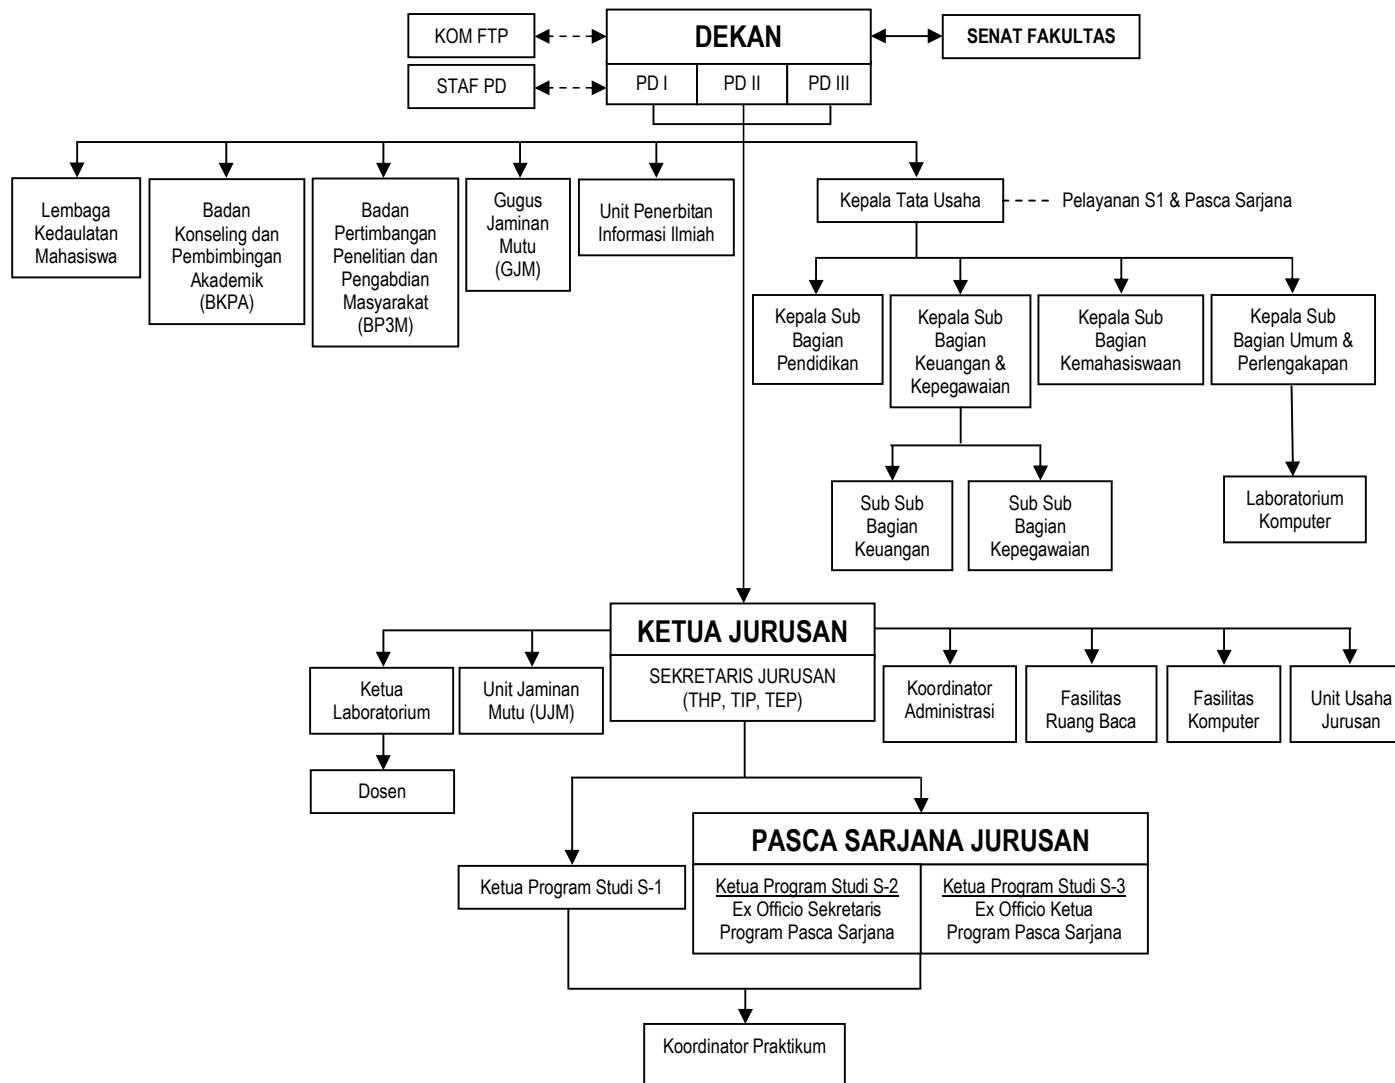 KOM FTP
DEKAN
SENAT FAKULTAS
STAF PD
PD I
PD II
PD III
Lembaga
Kedaulatan
Mahasiswa
Badan
Konseling dan
Pembimbingan
Akademik
(BKPA)
Badan
Pertimbangan
Penelitian dan
Pengabdian
Masyarakat
(BP3M)
Gugus
Jaminan
Mutu
(GJM)
Unit Penerbitan
Informasi Ilmiah
Kepala Tata Usaha
Pelayanan S1 & Pasca Sarjana
Kepala Sub
Bagian
Pendidikan
Kepala Sub
Bagian
Keuangan &
Kepegawaian
Kepala Sub
Bagian
Kemahasiswaan
Kepala Sub
Bagian Umum &
Perlengakapan
Sub Sub
Bagian
Keuangan
Sub Sub
Bagian
Kepegawaian
Laboratorium
Komputer
KETUA JURUSAN
SEKRETARIS JURUSAN
(THP, TIP, TEP)
Ketua
Laboratorium
Unit Jaminan
Mutu (UJM)
Koordinator
Administrasi
Fasilitas
Ruang Baca
Fasilitas
Komputer
Unit Usaha
Jurusan
Dosen
PASCA SARJANA JURUSAN
Ketua Program Studi S-1
Ketua Program Studi S-2
Ex Officio Sekretaris
Program Pasca Sarjana
Ketua Program Studi S-3
Ex Officio Ketua
Program Pasca Sarjana
Koordinator Praktikum